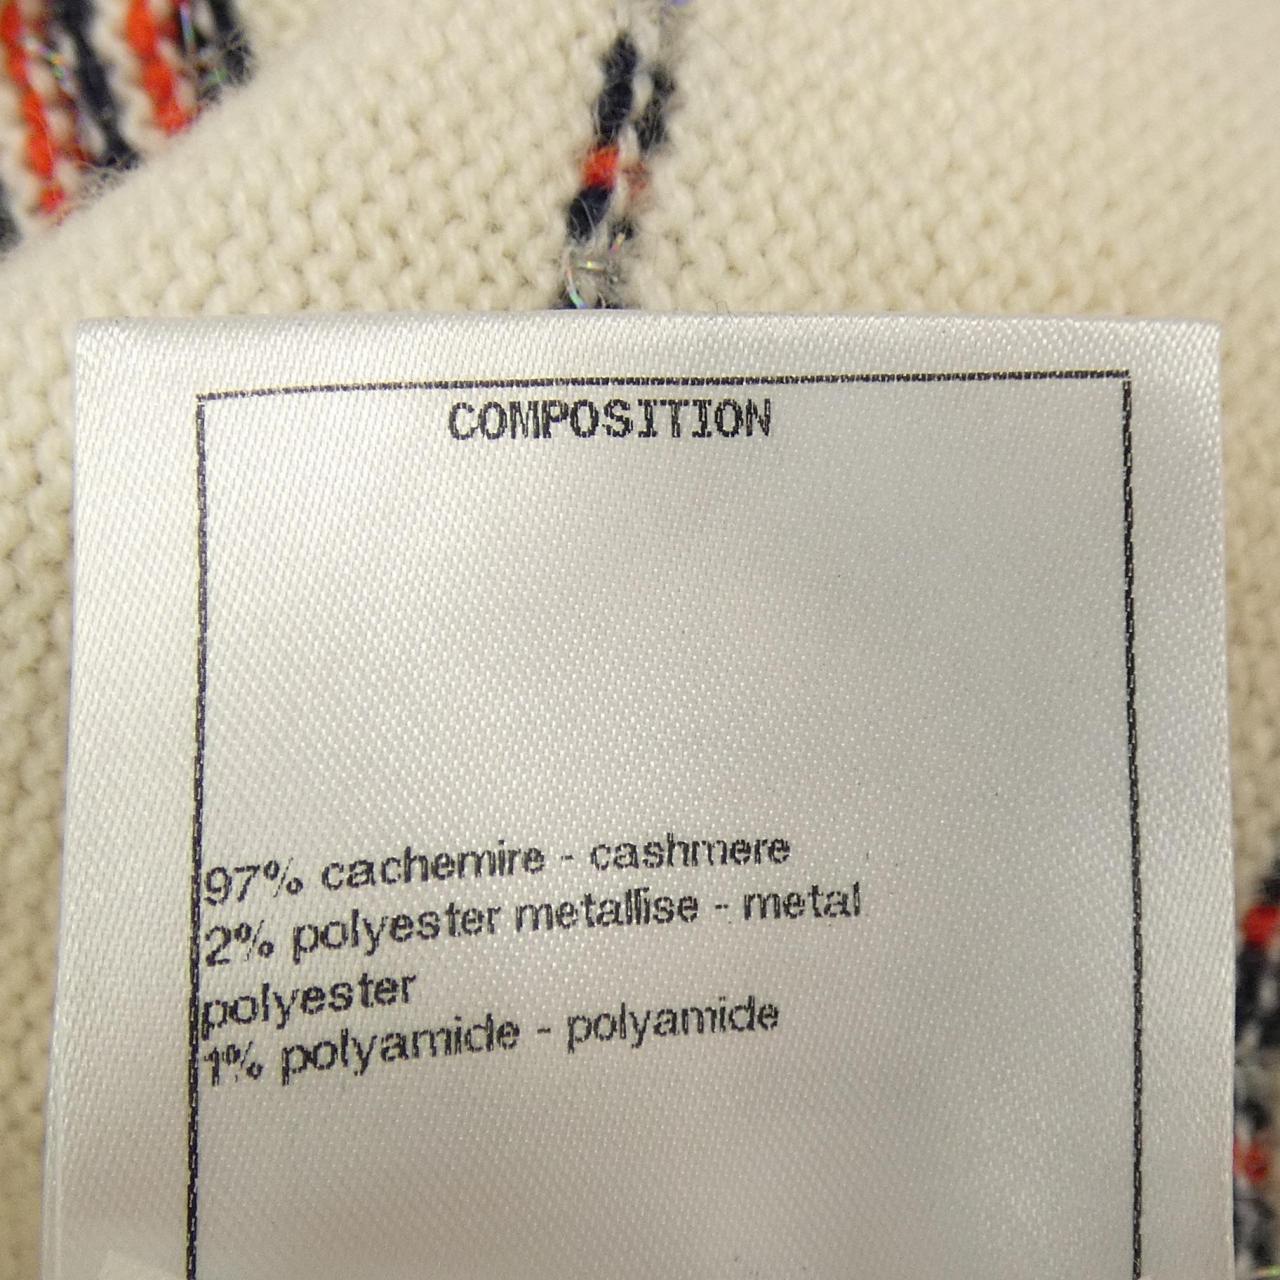 COMPOSITION
97% cachemire - cashmere
2% polyester metallise - metal
polyester
1% polyamide - polyamide